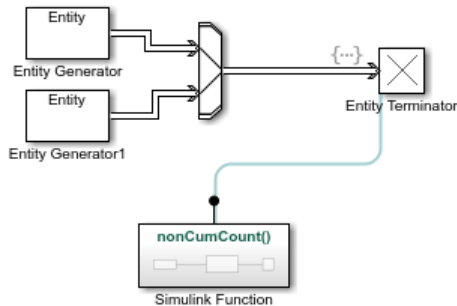 Entity
Entity Generator
{...}
Entity Terminator
Entity
Entity Generator1
nonCumCount()
Simulink Function